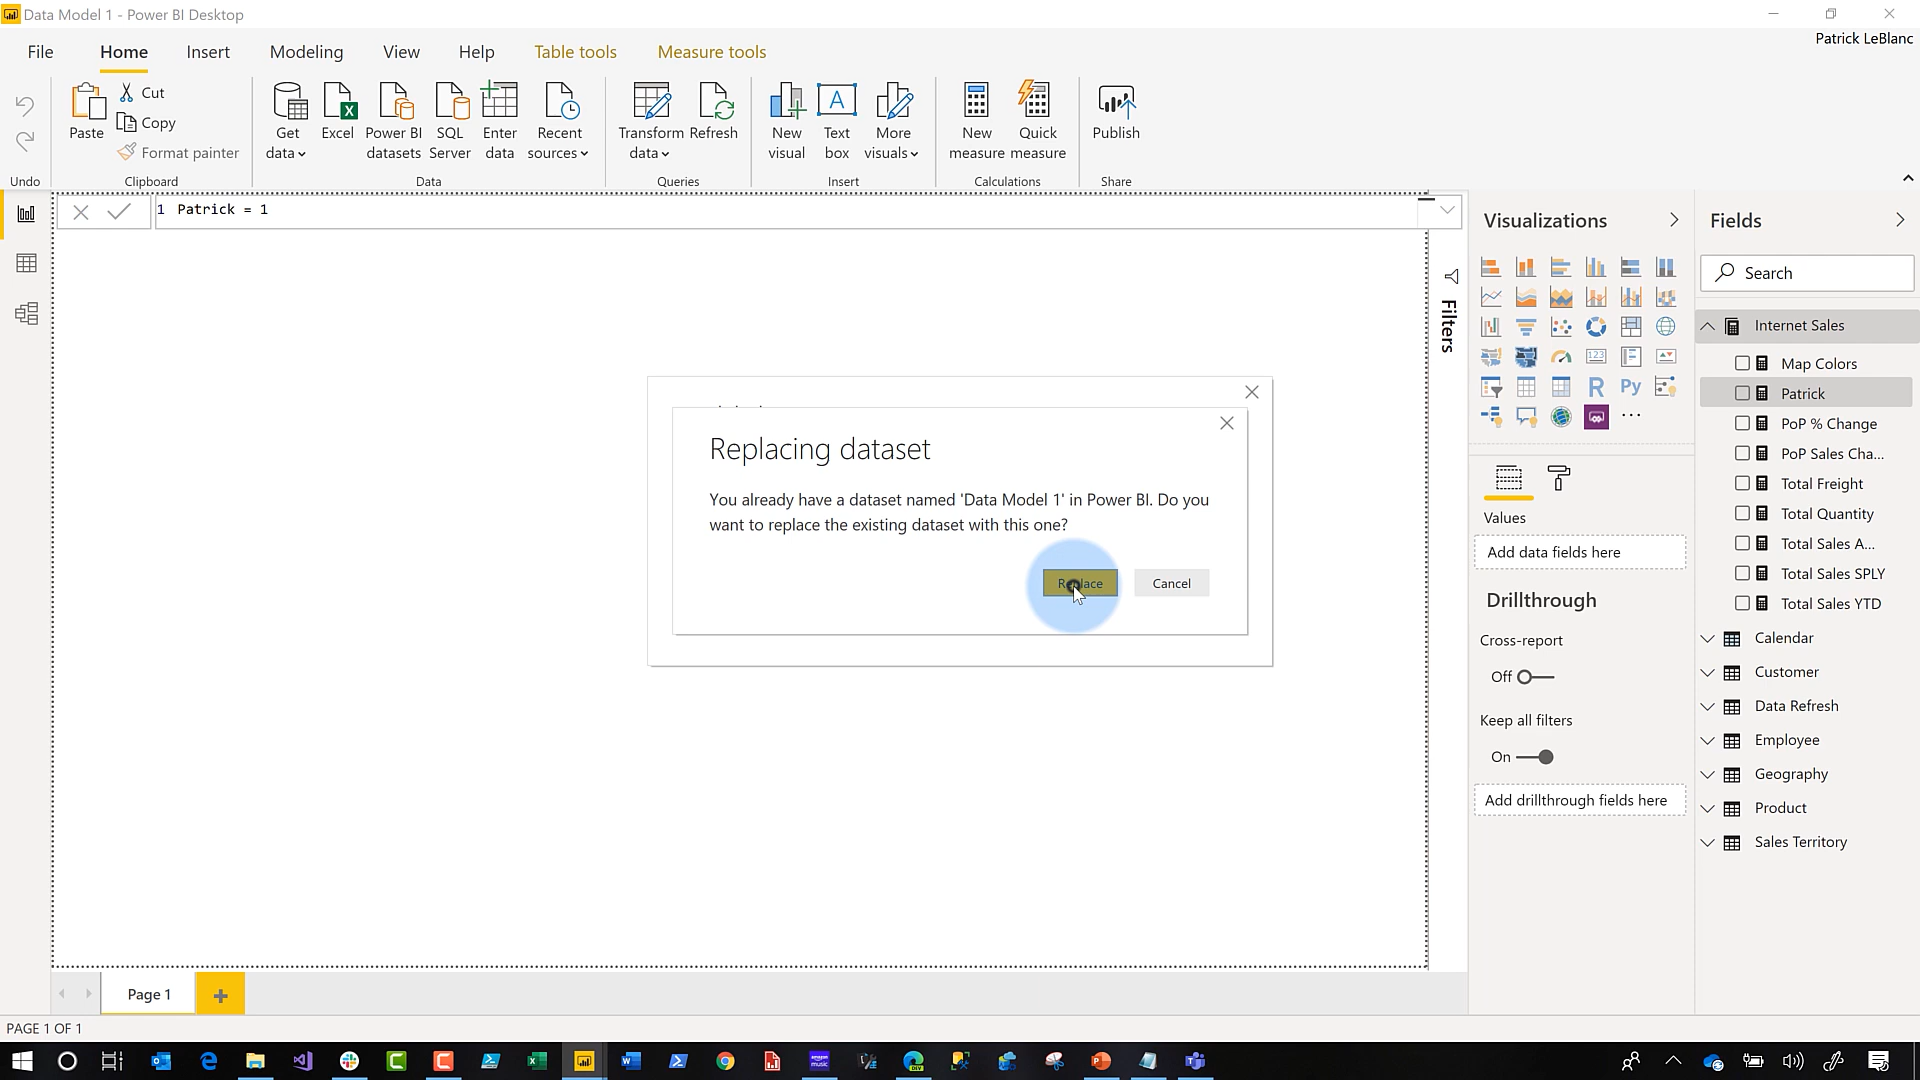 Data Model 1 - Power BI Desktop
Patrick LeBlanc
File Home Insert Modeling View Help Table tools Measure tools
Paste
Cut
Copy
Format painter
Get data
Excel
Power BI datasets
SQL Server
Enter data
Recent sources
Transform data
Refresh
New visual
Text box
More visuals
New measure
Quick measure
Publish
Undo
Clipboard
Data
Queries
Insert
Calculations
Share
1 Patrick = 1
Replacing dataset
You already have a dataset named 'Data Model 1' in Power BI. Do you
want to replace the existing dataset with this one?
Replace
Cancel
Filters
Visualizations
123
R
Py
Values
Add data fields here
Drillthrough
Cross-report
Off
Keep all filters
On
Add drillthrough fields here
Fields
Search
Internet Sales
Map Colors
Patrick
PoP % Change
PoP Sales Cha...
Total Freight
Total Quantity
Total Sales A...
Total Sales SPLY
Total Sales YTD
Calendar
Customer
Data Refresh
Employee
Geography
Product
Sales Territory
Page 1
PAGE 1 OF 1